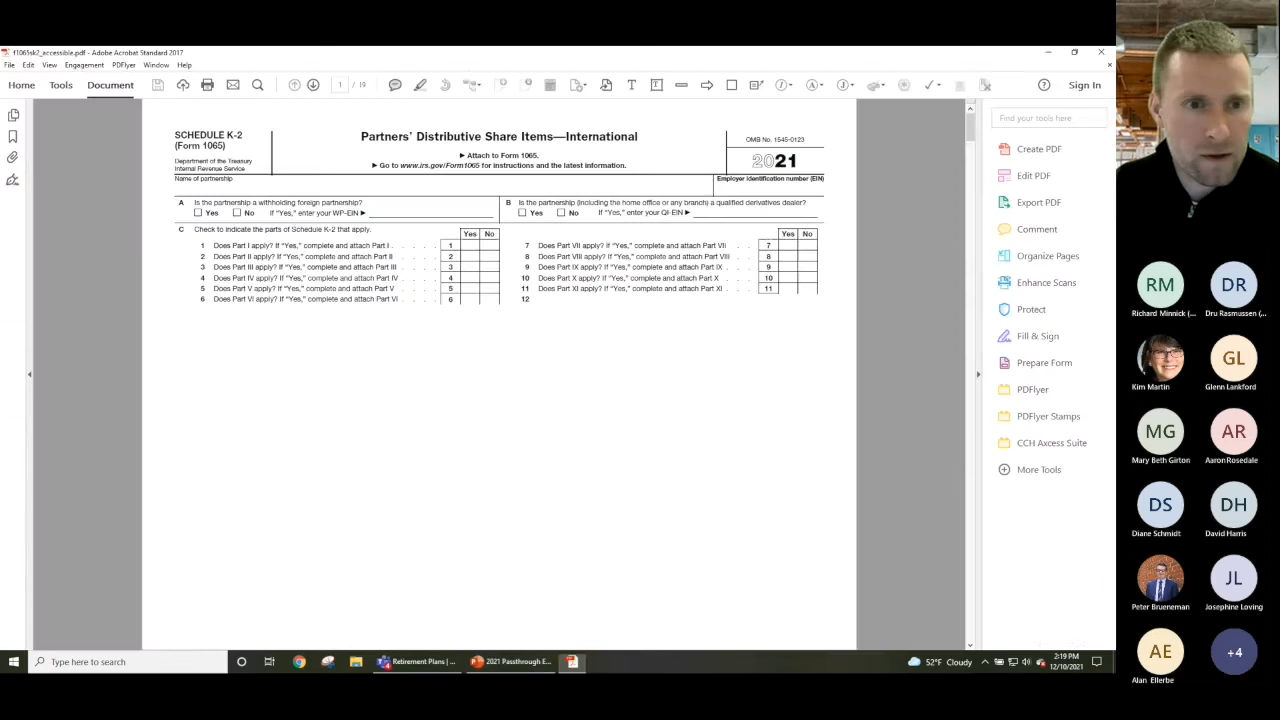 f1065sk2_accessible.pdf - Adobe Acrobat Standard 2017
File Edit View Engagement PDFlyer Window Help
Home Tools Document 1 / 19 Sign In
SCHEDULE K-2
(Form 1065)
Department of the Treasury
Internal Revenue Service
Partners' Distributive Share Items—International
▶ Attach to Form 1065.
▶ Go to www.irs.gov/Form1065 for instructions and the latest information.
OMB No. 1545-0123
2021
Name of partnership
Employer identification number (EIN)
A Is the partnership a withholding foreign partnership?
Yes No If "Yes," enter your WP-EIN ▶
B Is the partnership (including the home office or any branch) a qualified derivatives dealer?
Yes No If "Yes," enter your QI-EIN ▶
C Check to indicate the parts of Schedule K-2 that apply.
Yes No
1 Does Part I apply? If "Yes," complete and attach Part I . . . . 1
2 Does Part II apply? If "Yes," complete and attach Part II . . . . 2
3 Does Part III apply? If "Yes," complete and attach Part III . . . . 3
4 Does Part IV apply? If "Yes," complete and attach Part IV . . . . 4
5 Does Part V apply? If "Yes," complete and attach Part V . . . . 5
6 Does Part VI apply? If "Yes," complete and attach Part VI . . . . 6
Yes No
7 Does Part VII apply? If "Yes," complete and attach Part VII . . 7
8 Does Part VIII apply? If "Yes," complete and attach Part VIII . . 8
9 Does Part IX apply? If "Yes," complete and attach Part IX . . . 9
10 Does Part X apply? If "Yes," complete and attach Part X . . . 10
11 Does Part XI apply? If "Yes," complete and attach Part XI . . . 11
12
Find your tools here
Create PDF
Edit PDF
Export PDF
Comment
Organize Pages
Enhance Scans
Protect
Fill & Sign
Prepare Form
PDFlyer
PDFlyer Stamps
CCH Axcess Suite
More Tools
RM DR
Richard Minnick (... Dru Rasmussen (...
GL
Kim Martin Glenn Lankford
MG AR
Mary Beth Girton Aaron Rosedale
DS DH
Diane Schmidt David Harris
JL
Peter Brueneman Josephine Loving
AE +4
Alan Ellerbe
Type here to search
Retirement Plans | ...
2021 Passthrough E...
52°F Cloudy
2:19 PM
12/10/2021